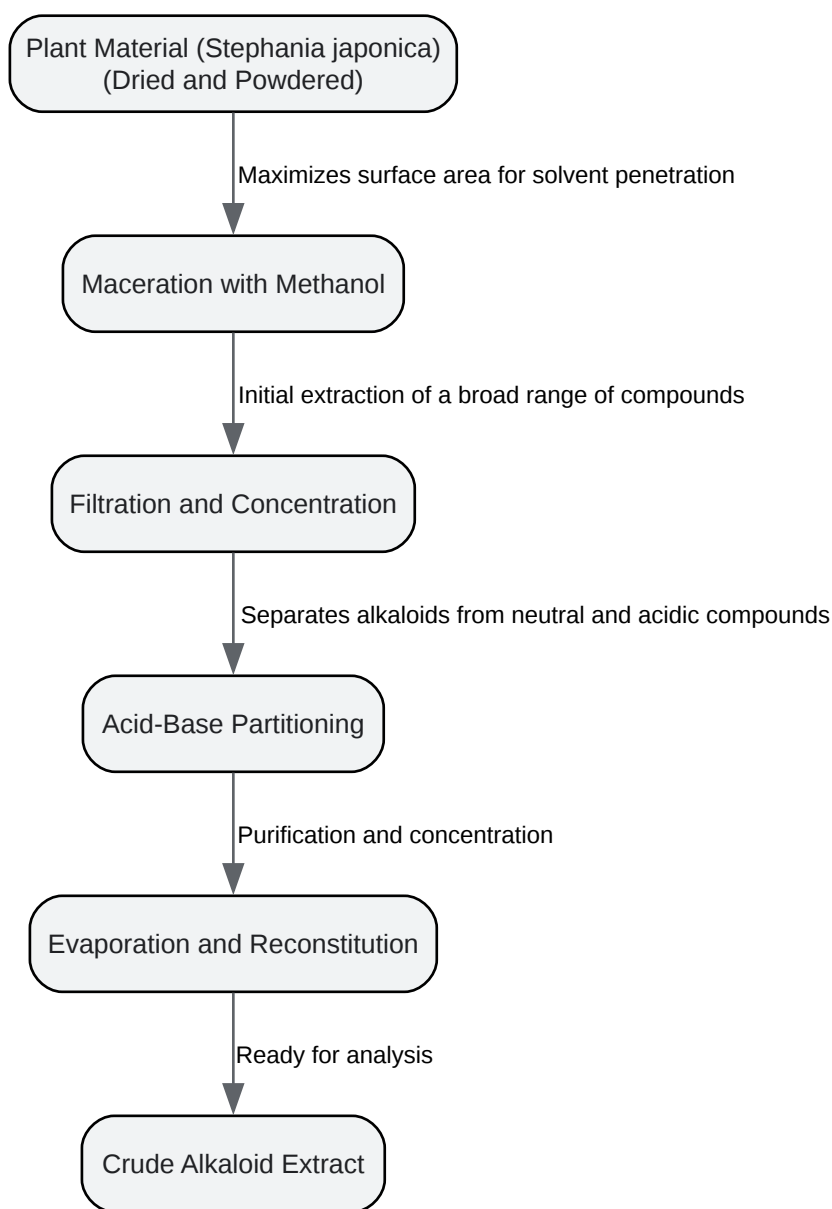 Plant Material (Stephania japonica)
(Dried and Powdered)
Maximizes surface area for solvent penetration
Maceration with Methanol
Initial extraction of a broad range of compounds
Filtration and Concentration
Separates alkaloids from neutral and acidic compounds
Acid-Base Partitioning
Purification and concentration
Evaporation and Reconstitution
Ready for analysis
Crude Alkaloid Extract